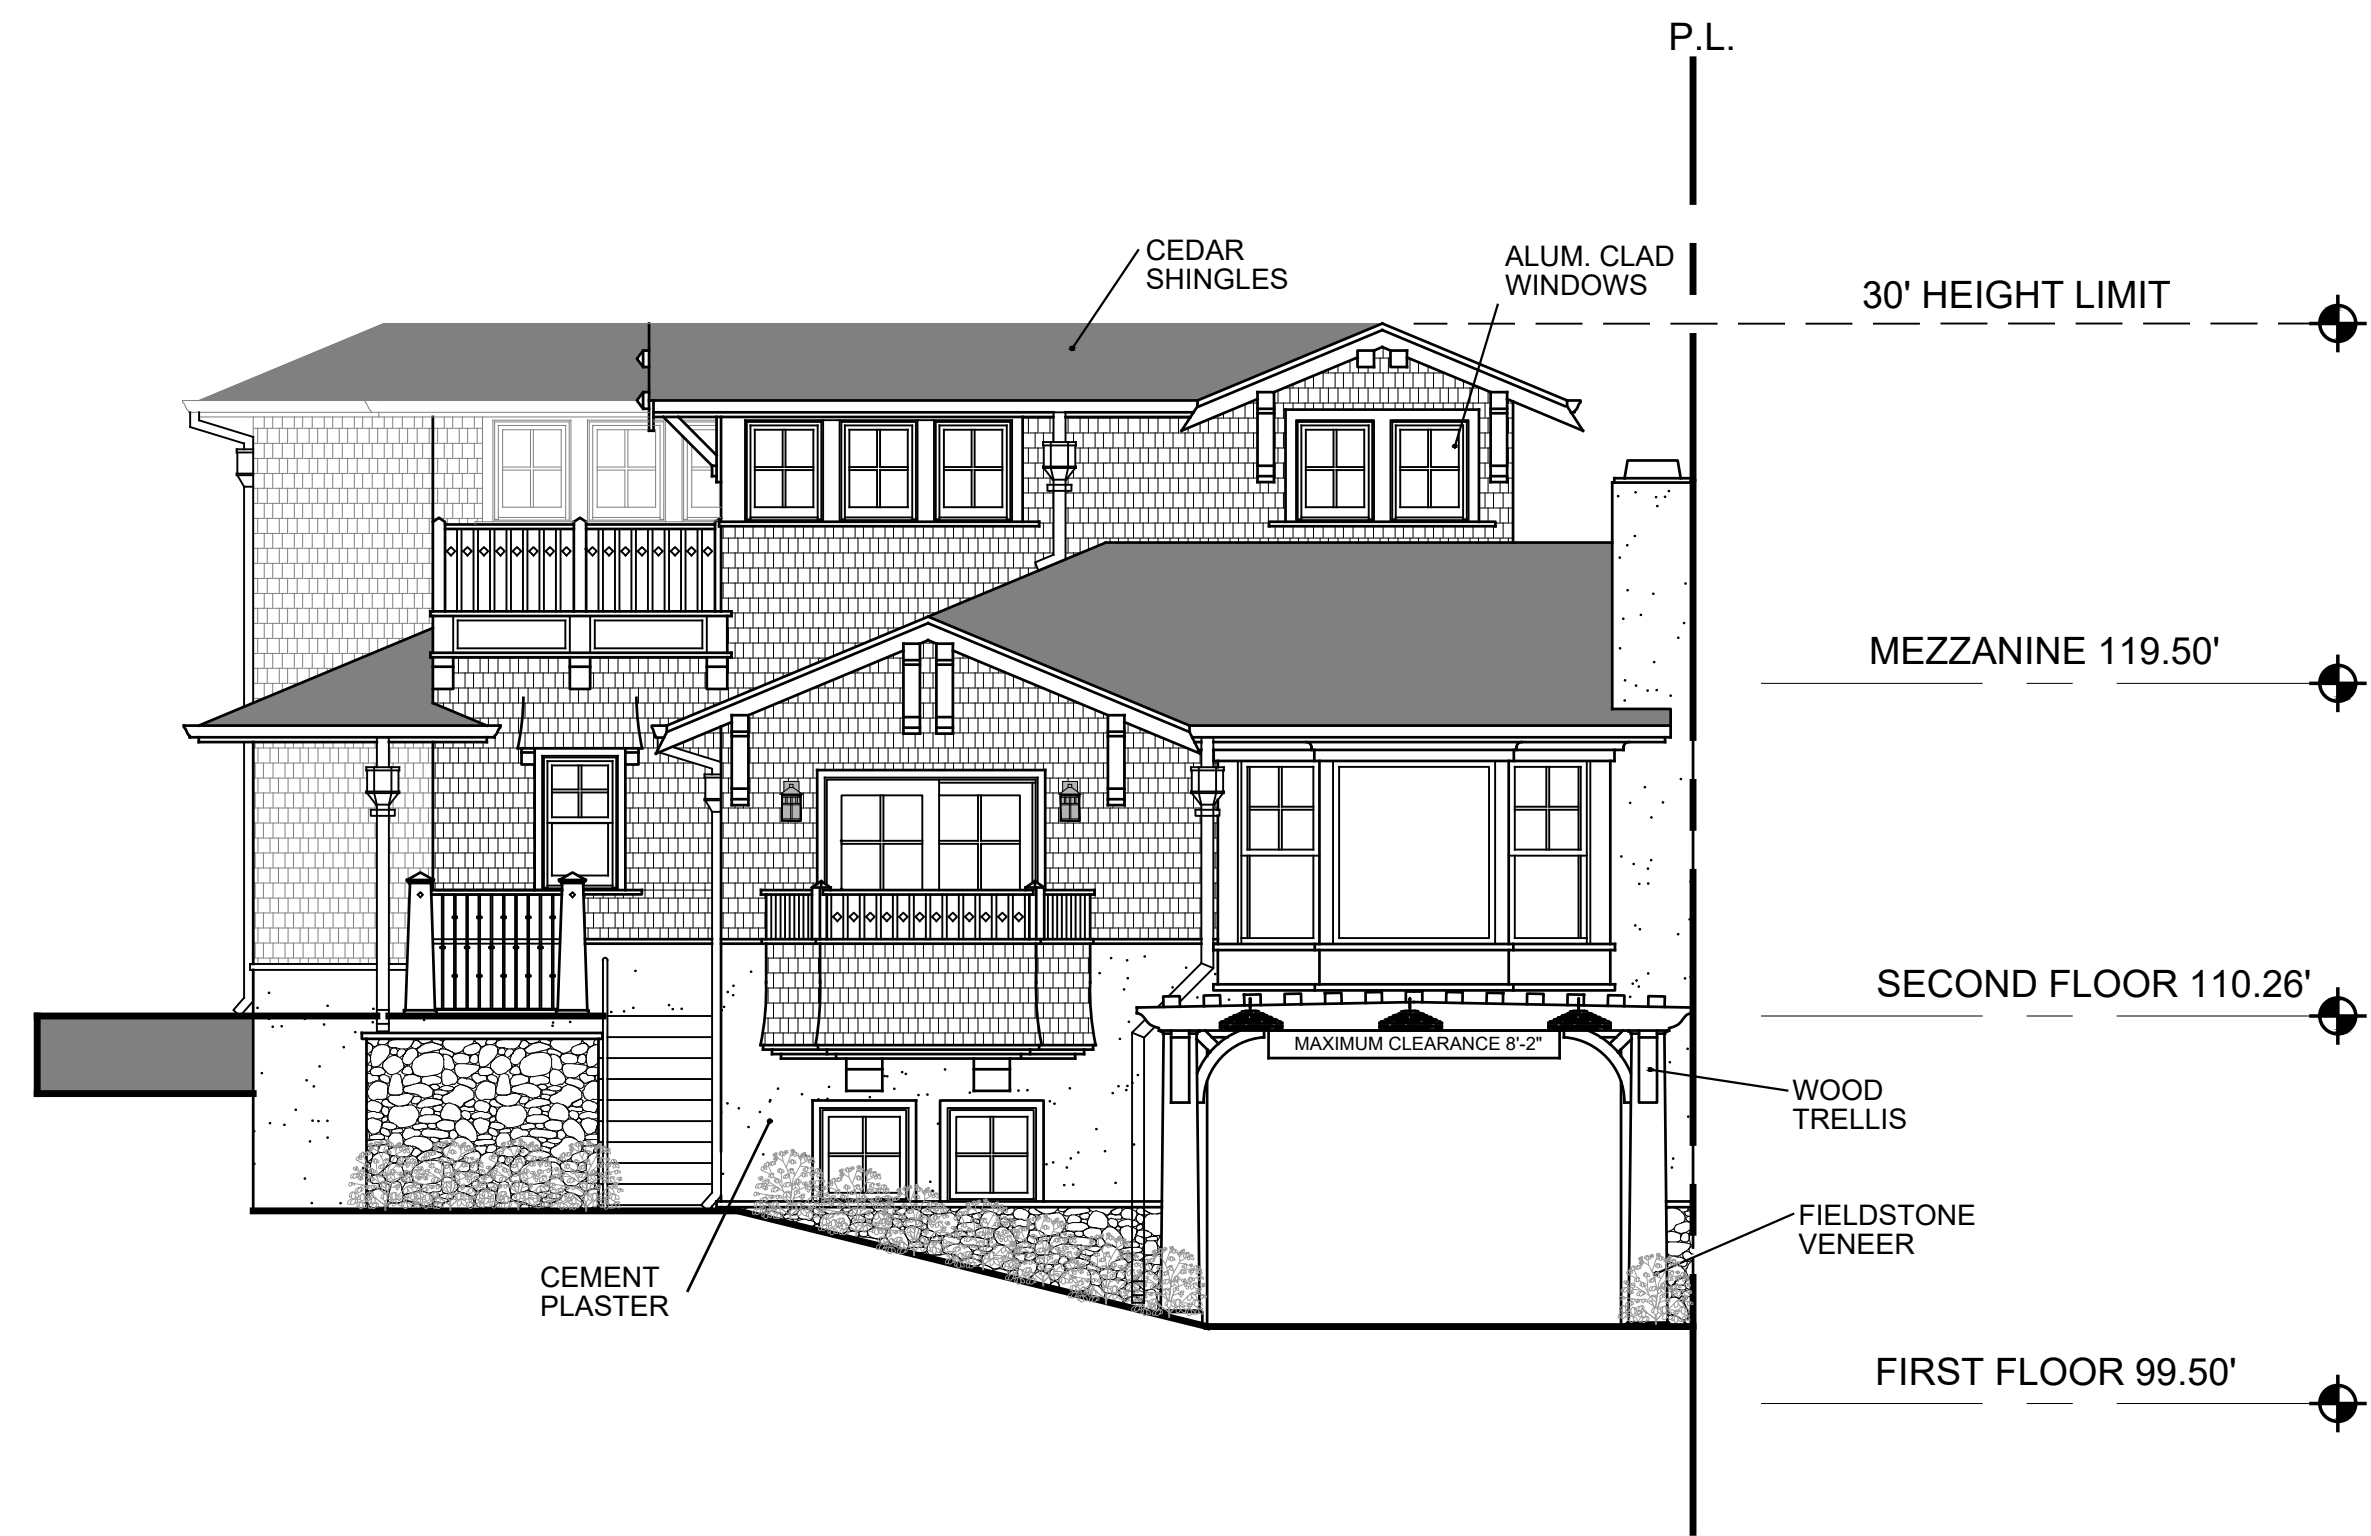 P.L.
CEDAR
SHINGLES
ALUM. CLAD
WINDOWS
30' HEIGHT LIMIT
MEZZANINE 119.50'
SECOND FLOOR 110.26'
MAXIMUM CLEARANCE 8'-2"
WOOD
TRELLIS
FIELDSTONE
VENEER
CEMENT
PLASTER
FIRST FLOOR 99.50'